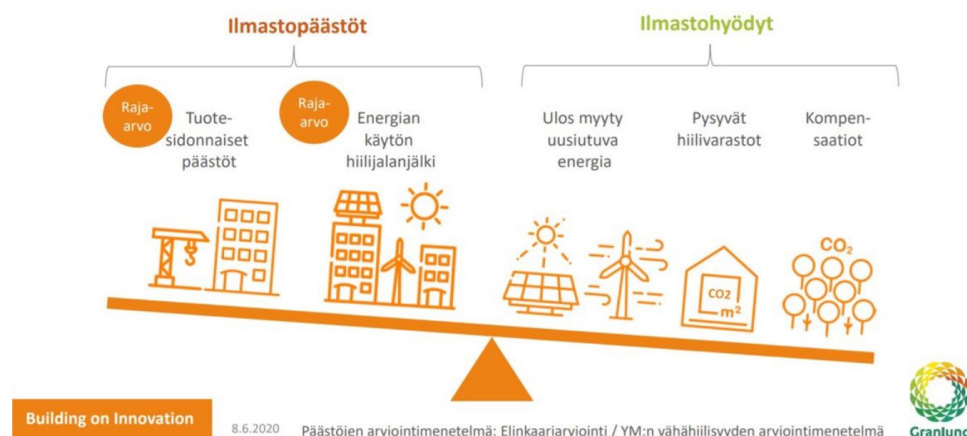 Ilmastopäästöt
Ilmastohyödyt
Raja-
arvo
Tuote-
sidonnaiset
päästöt
Raja-
arvo
Energian
käytön
hiilijalanjälki
Ulos myyty
uusiutuva
energia
Pysyvät
hiilivarastot
Kompen-
saatiot
CO2
m²
CO₂
Building on Innovation
8.6.2020
Päästöjen arviointimenetelmä: Elinkaariarviointi / YM:n vähähiilisyyden arviointimenetelmä
Granlund